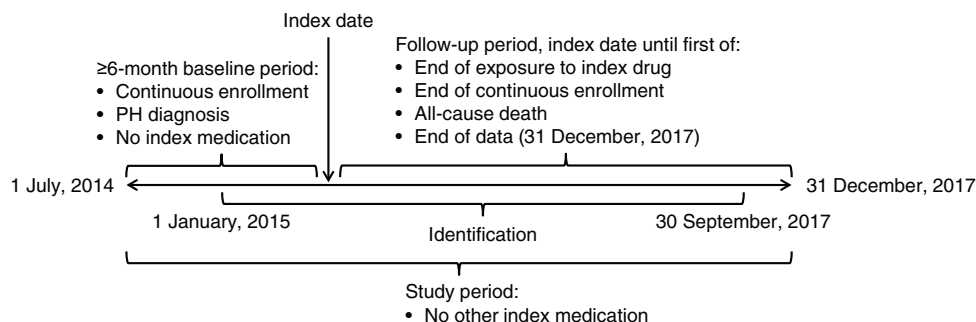 Index date
≥6-month baseline period:
• Continuous enrollment
• PH diagnosis
• No index medication
Follow-up period, index date until first of:
• End of exposure to index drug
• End of continuous enrollment
• All-cause death
• End of data (31 December, 2017)
1 July, 2014
31 December, 2017
1 January, 2015
Identification
30 September, 2017
Study period:
• No other index medication